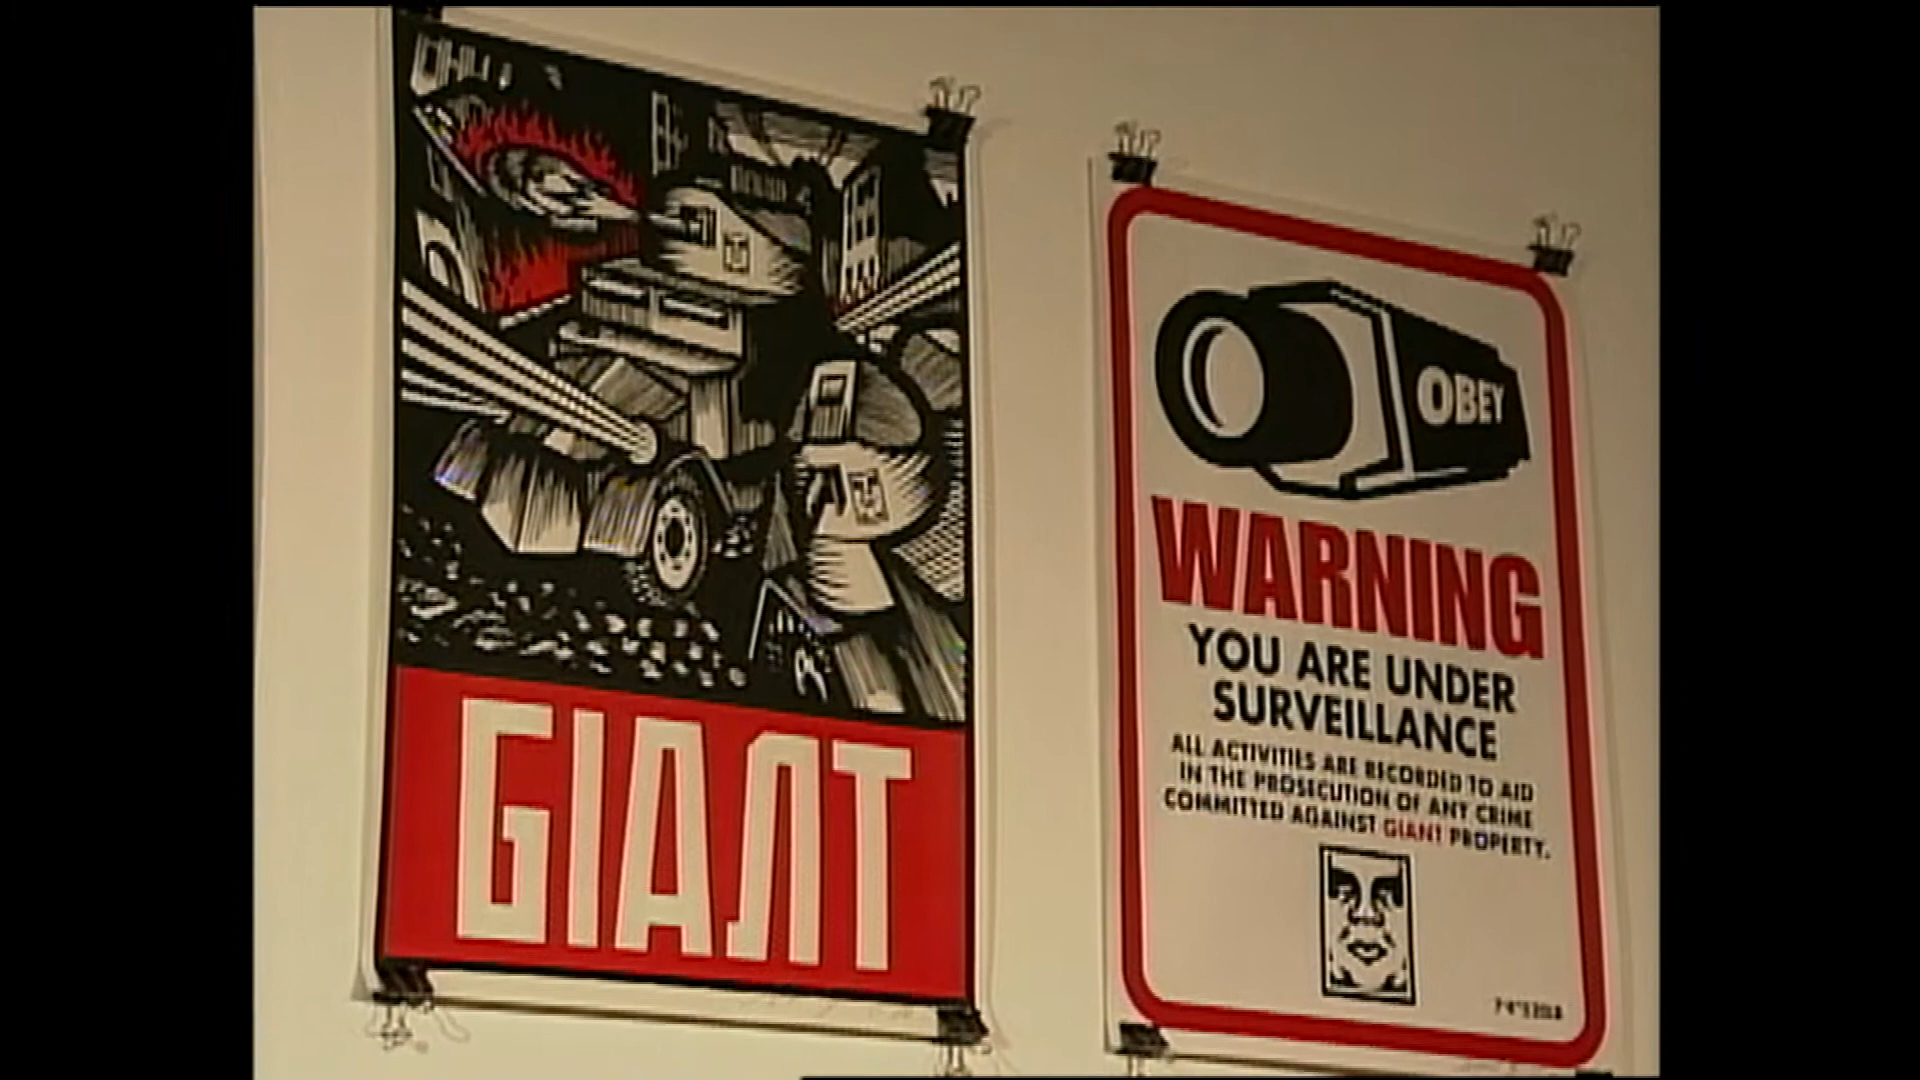 GIAЛT
OBEY
WARNING
YOU ARE UNDER
SURVEILLANCE
ALL ACTIVITIES ARE RECORDED TO AID
IN THE PROSECUTION OF ANY CRIME
COMMITTED AGAINST GIANT PROPERTY.